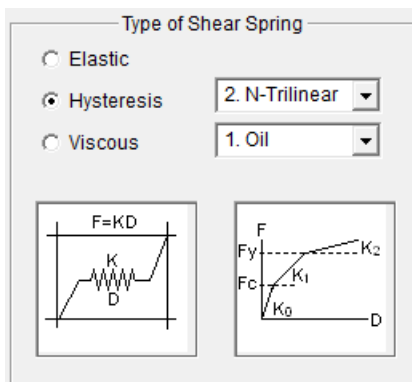 Type of Shear Spring
Elastic
Hysteresis 2. N-Trilinear
Viscous 1. Oil
F=KD
K
D
F
Fy
K2
Fc
K1
K0
D